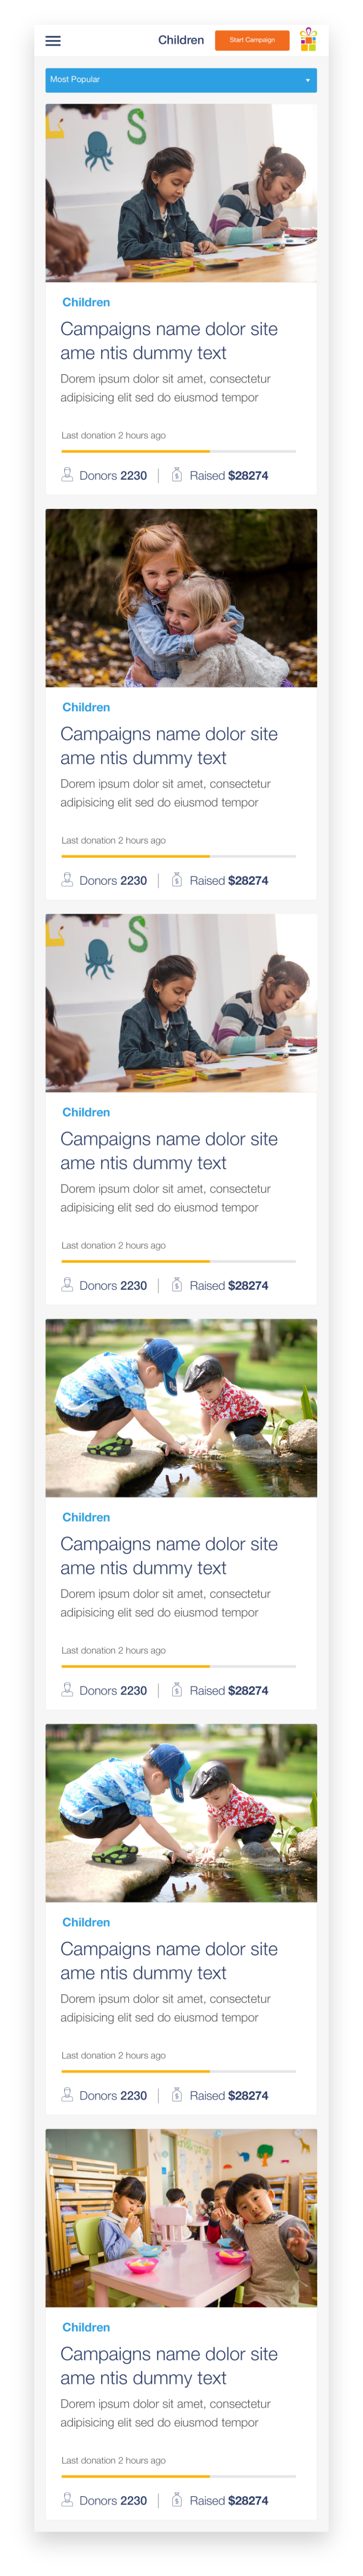 Children
Start Campaign
Most Popular
S
Children
Campaigns name dolor site
ame ntis dummy text
Dorem ipsum dolor sit amet, consectetur
adipisicing elit sed do eiusmod tempor
Last donation 2 hours ago
Donors 2230 | Raised $28274
Children
Campaigns name dolor site
ame ntis dummy text
Dorem ipsum dolor sit amet, consectetur
adipisicing elit sed do eiusmod tempor
Last donation 2 hours ago
Donors 2230 | Raised $28274
S
Children
Campaigns name dolor site
ame ntis dummy text
Dorem ipsum dolor sit amet, consectetur
adipisicing elit sed do eiusmod tempor
Last donation 2 hours ago
Donors 2230 | Raised $28274
Children
Campaigns name dolor site
ame ntis dummy text
Dorem ipsum dolor sit amet, consectetur
adipisicing elit sed do eiusmod tempor
Last donation 2 hours ago
Donors 2230 | Raised $28274
Children
Campaigns name dolor site
ame ntis dummy text
Dorem ipsum dolor sit amet, consectetur
adipisicing elit sed do eiusmod tempor
Last donation 2 hours ago
Donors 2230 | Raised $28274
Children
Campaigns name dolor site
ame ntis dummy text
Dorem ipsum dolor sit amet, consectetur
adipisicing elit sed do eiusmod tempor
Last donation 2 hours ago
Donors 2230 | Raised $28274